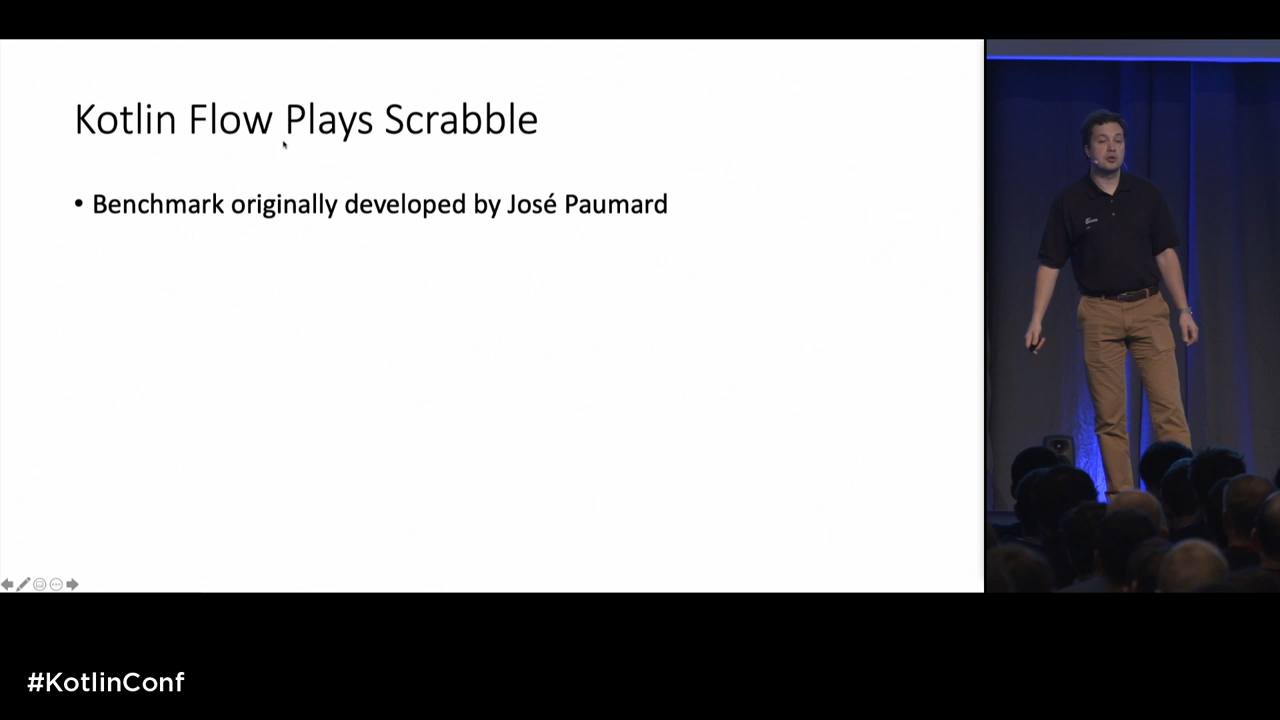 Kotlin Flow Plays Scrabble
• Benchmark originally developed by José Paumard
#KotlinConf